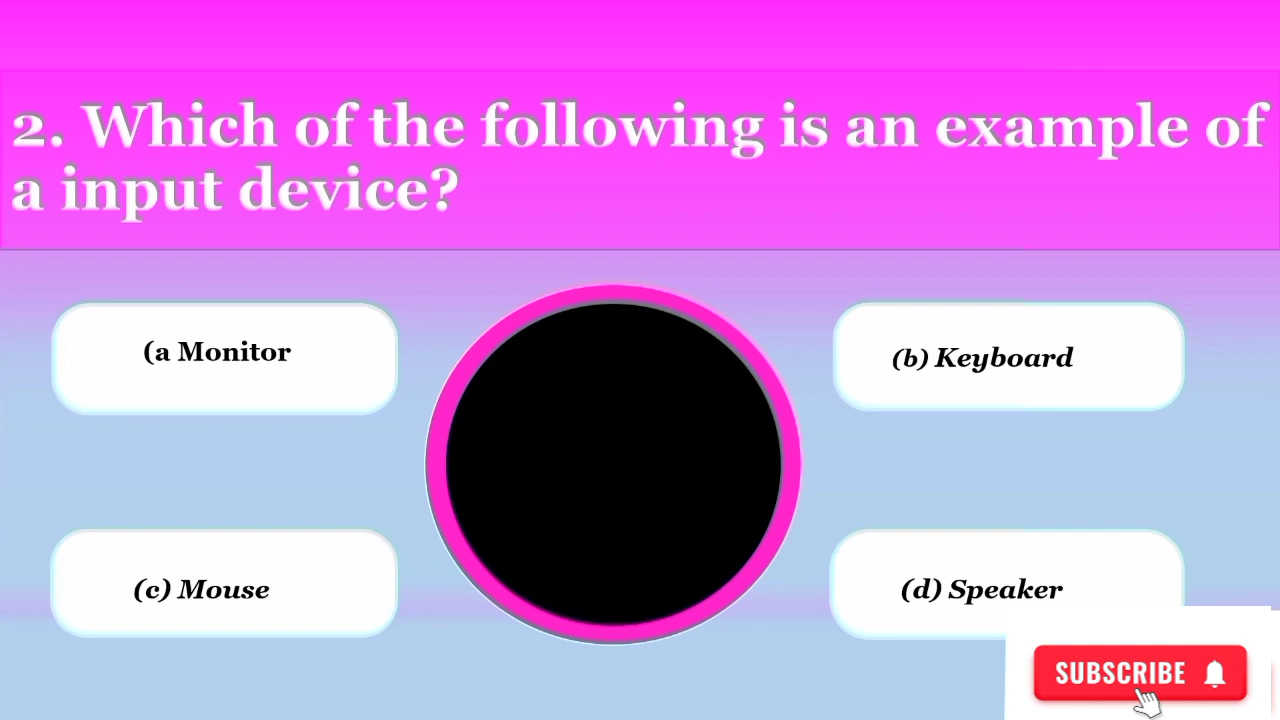 2. Which of the following is an example of
a input device?
(a Monitor
(b) Keyboard
(c) Mouse
(d) Speaker
SUBSCRIBE